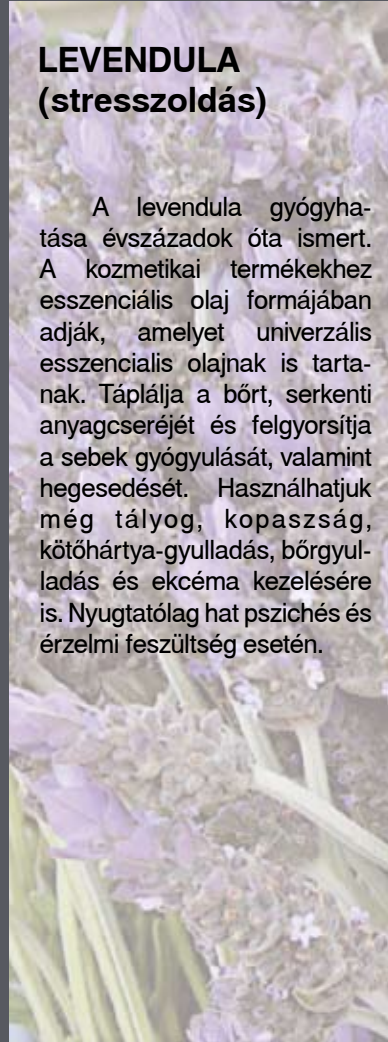 LEVENDULA
(stresszoldás)
A levendula gyógyha-
tása évszázadok óta ismert.
A kozmetikai termékekhez
esszenciális olaj formájában
adják, amelyet univerzális
esszencialis olajnak is tarta-
nak. Táplálja a bőrt, serkenti
anyagcseréjét és felgyorsítja
a sebek gyógyulását, valamint
hegesedését. Használhatjuk
még tályog, kopaszság,
kötőhártya-gyulladás, bőrgyul-
ladás és ekcéma kezelésére
is. Nyugtatólag hat pszichés és
érzelmi feszültség esetén.